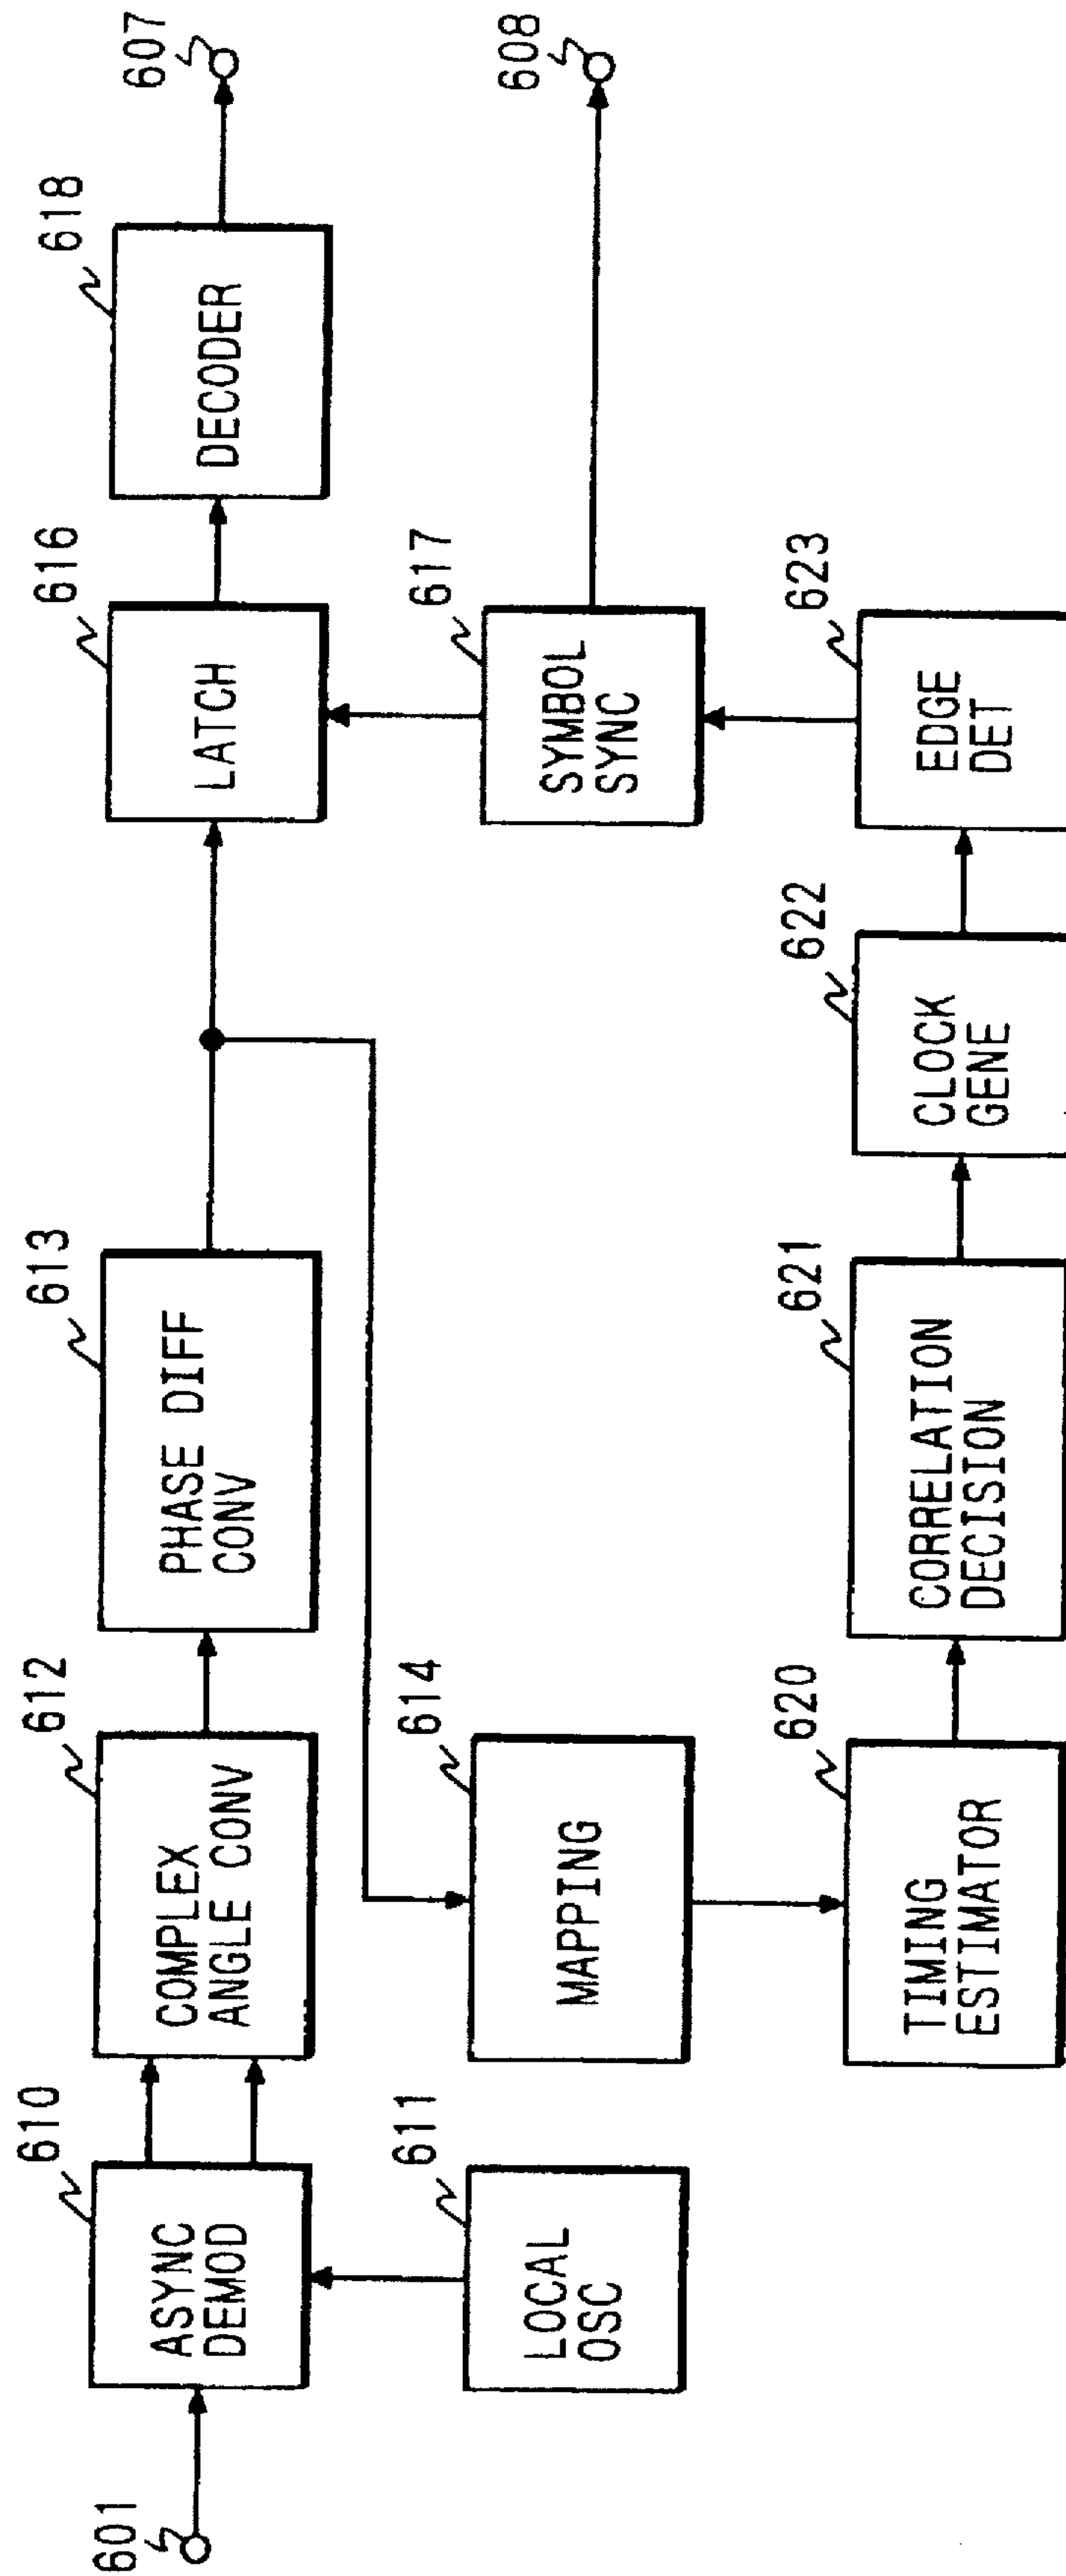 601
610
ASYNC
DEMOD
611
LOCAL
OSC
612
COMPLEX
ANGLE CONV
613
PHASE DIFF
CONV
614
MAPPING
616
LATCH
618
DECODER
607
617
SYMBOL
SYNC
608
620
TIMING
ESTIMATOR
621
CORRELATION
DECISION
622
CLOCK
GENE
623
EDGE
DET